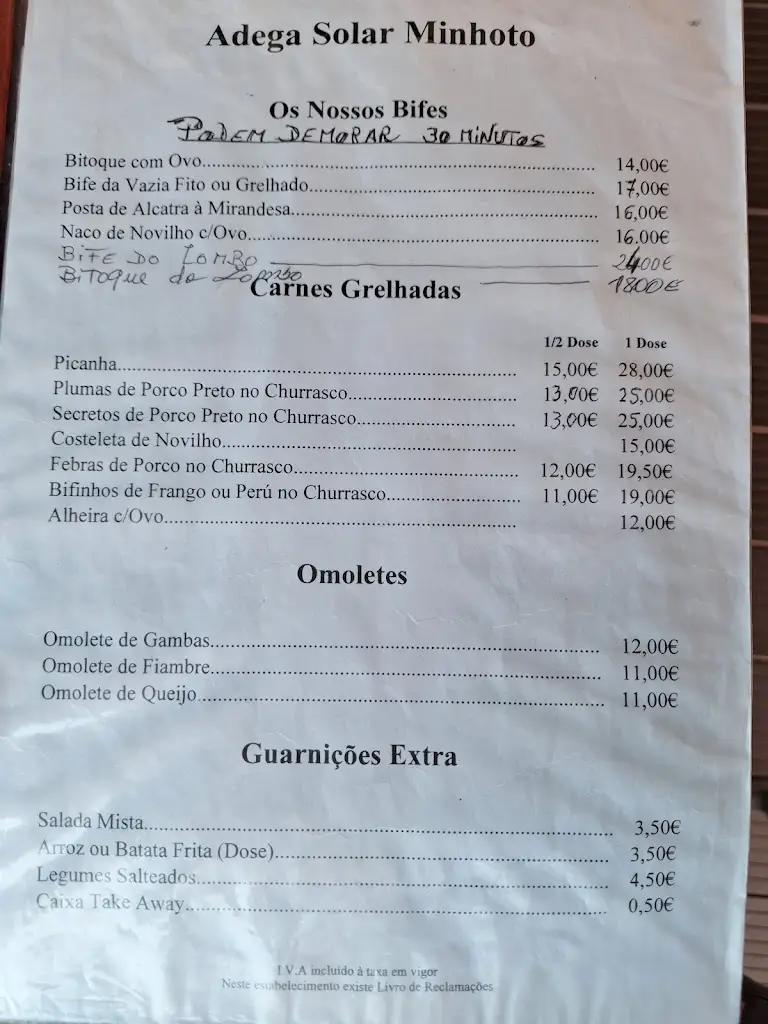 Adega Solar Minhoto
Os Nossos Bifes
PODEM DEMORAR 30 MINUTOS
Bitoque com Ovo 14,00€
Bife da Vazia Fito ou Grelhado 17,00€
Posta de Alcatra à Mirandesa 16,00€
Naco de Novilho c/Ovo 16.00€
BIFE DO LOMBO 2400€
BITOQUE do Lombo 1800€
Carnes Grelhadas
1/2 Dose 1 Dose
Picanha 15,00€ 28,00€
Plumas de Porco Preto no Churrasco 13,00€ 25,00€
Secretos de Porco Preto no Churrasco 13,00€ 25,00€
Costeleta de Novilho 15,00€
Febras de Porco no Churrasco 12,00€ 19,50€
Bifinhos de Frango ou Perú no Churrasco 11,00€ 19,00€
Alheira c/Ovo 12,00€
Omoletes
Omolete de Gambas 12,00€
Omolete de Fiambre 11,00€
Omolete de Queijo 11,00€
Guarnições Extra
Salada Mista 3,50€
Arroz ou Batata Frita (Dose) 3,50€
Legumes Salteados 4,50€
Caixa Take Away 0,50€
I V.A incluido à taxa em vigor
Neste estabelecimento existe Livro de Reclamações